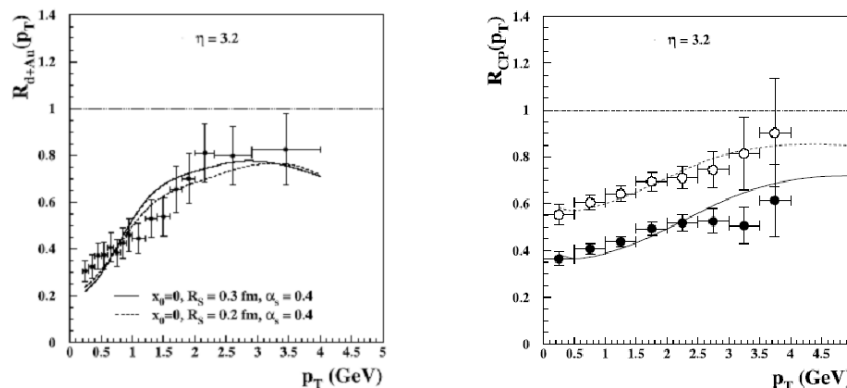 R_{d+Au}(p_T)
1.4
1.2
1
0.8
0.6
0.4
0.2
0
η = 3.2
x_0=0, R_S = 0.3 fm, α_s = 0.4
x_0=0, R_S = 0.2 fm, α_s = 0.4
0 0.5 1 1.5 2 2.5 3 3.5 4 4.5 5
p_T (GeV)
R_{CP}(p_T)
1.4
1.2
1
0.8
0.6
0.4
0.2
0
η = 3.2
0 0.5 1 1.5 2 2.5 3 3.5 4 4.5
p_T (GeV)